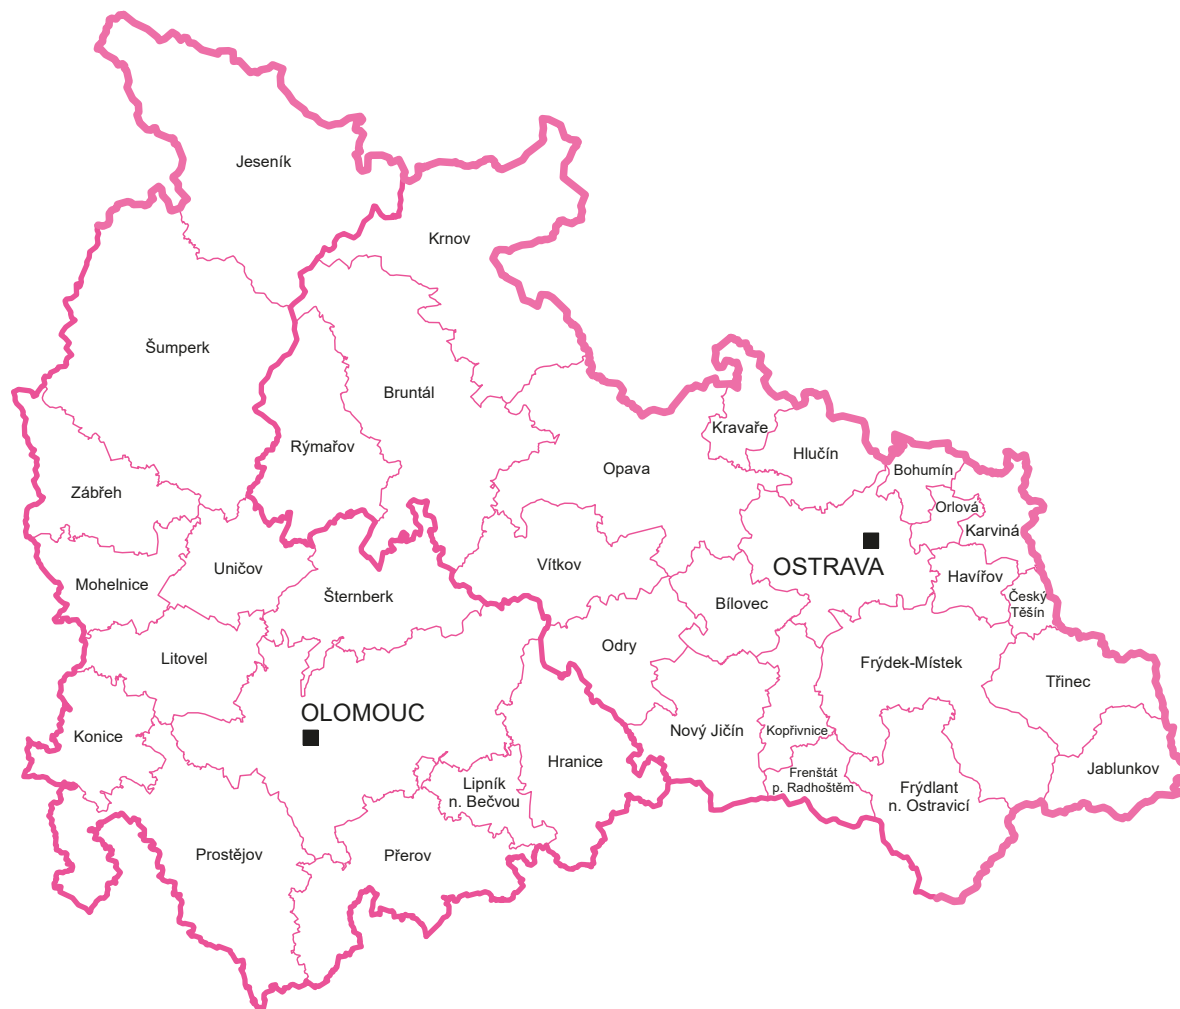 Jeseník
Krnov
Šumperk
Bruntál
Kravaře
Rýmařov
Hlučín
Opava
Bohumín
Zábřeh
Orlová
Karviná
OSTRAVA
Vítkov
Uničov
Havířov
Mohelnice
Šternberk
Český
Těšín
Bílovec
Odry
Litovel
Frýdek-Místek
Třinec
OLOMOUC
Nový Jičín
Kopřivnice
Konice
Hranice
Jablunkov
Frenštát
p. Radhoštěm
Lipník
n. Bečvou
Frýdlant
n. Ostravicí
Prostějov
Přerov